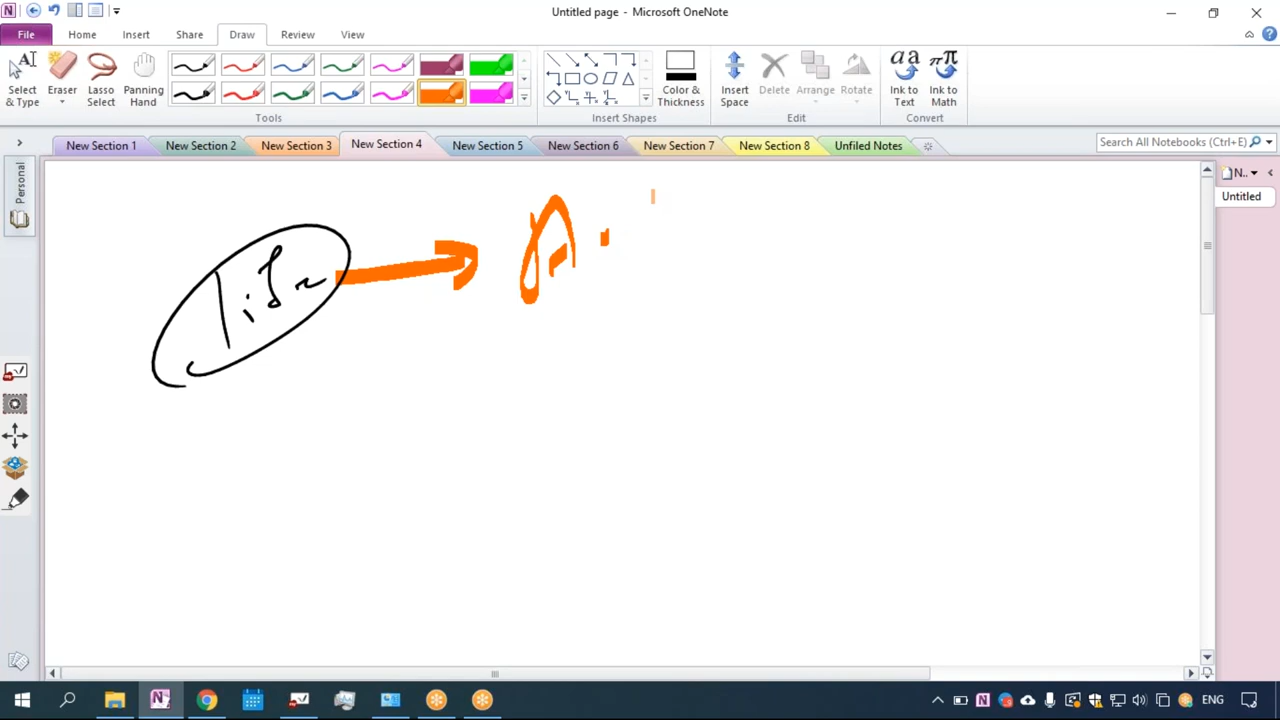 Untitled page - Microsoft OneNote
File Home Insert Share Draw Review View
Select & Type
Eraser
Lasso Select
Panning Hand
Color & Thickness
Insert Space
Delete
Arrange
Rotate
Ink to Text
Ink to Math
Tools
Insert Shapes
Edit
Convert
New Section 1 New Section 2 New Section 3 New Section 4 New Section 5 New Section 6 New Section 7 New Section 8 Unfiled Notes
Search All Notebooks (Ctrl+E)
Personal
N..
Untitled
A.
ENG